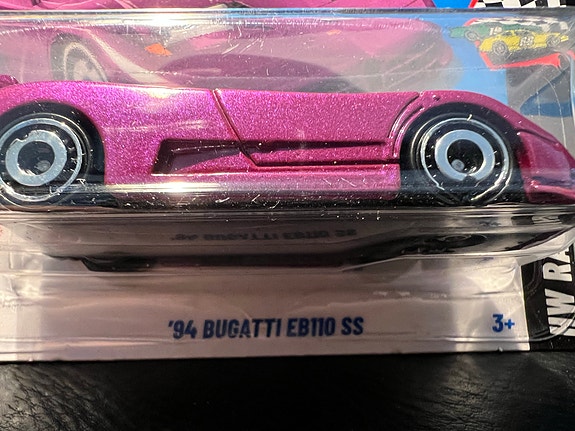 '94 BUGATTI EB110 SS
3+